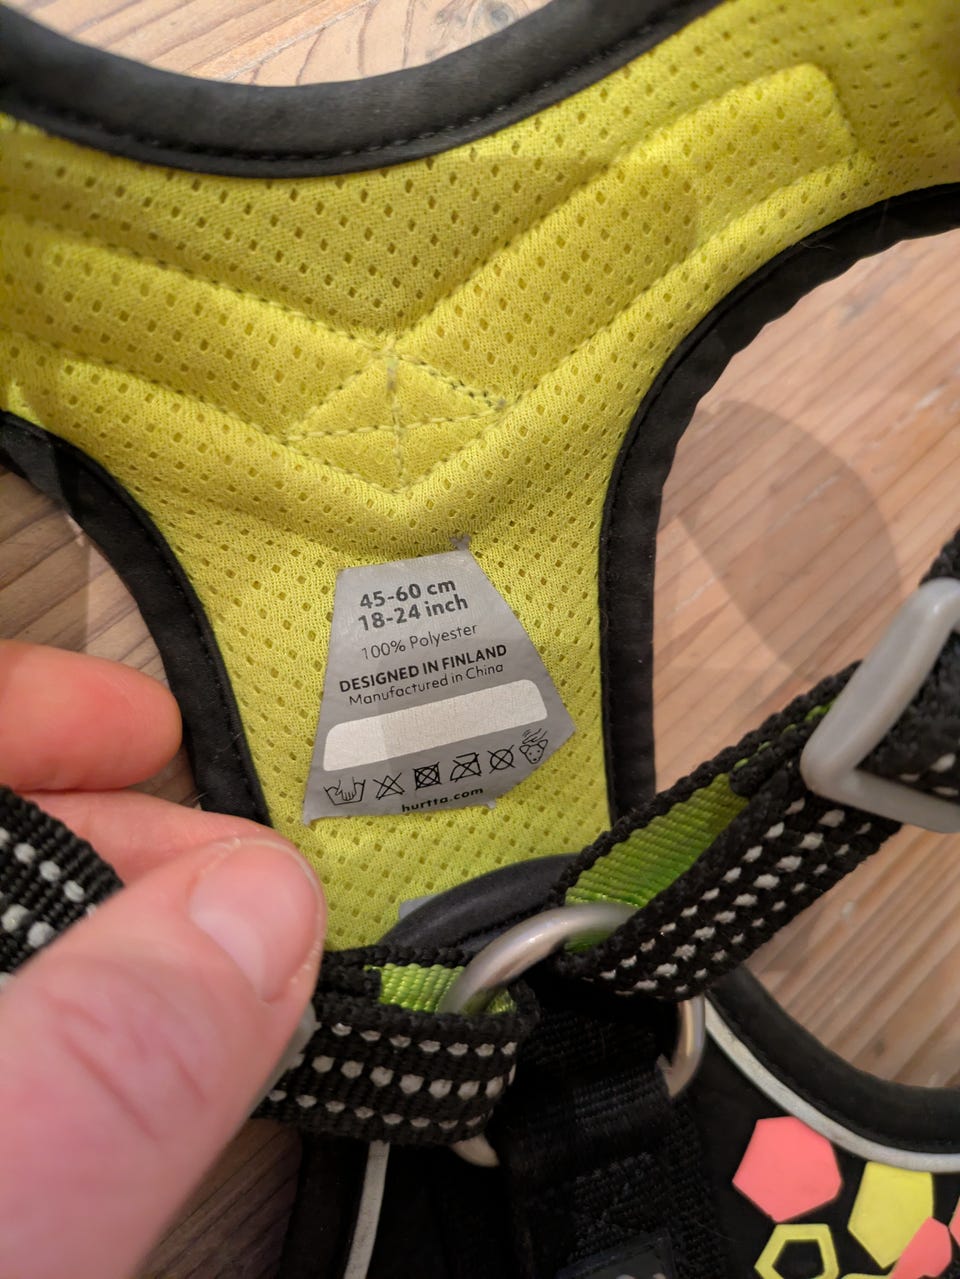 45-60 cm
18-24 inch
100% Polyester
DESIGNED IN FINLAND
Manufactured in China
hurtta.com